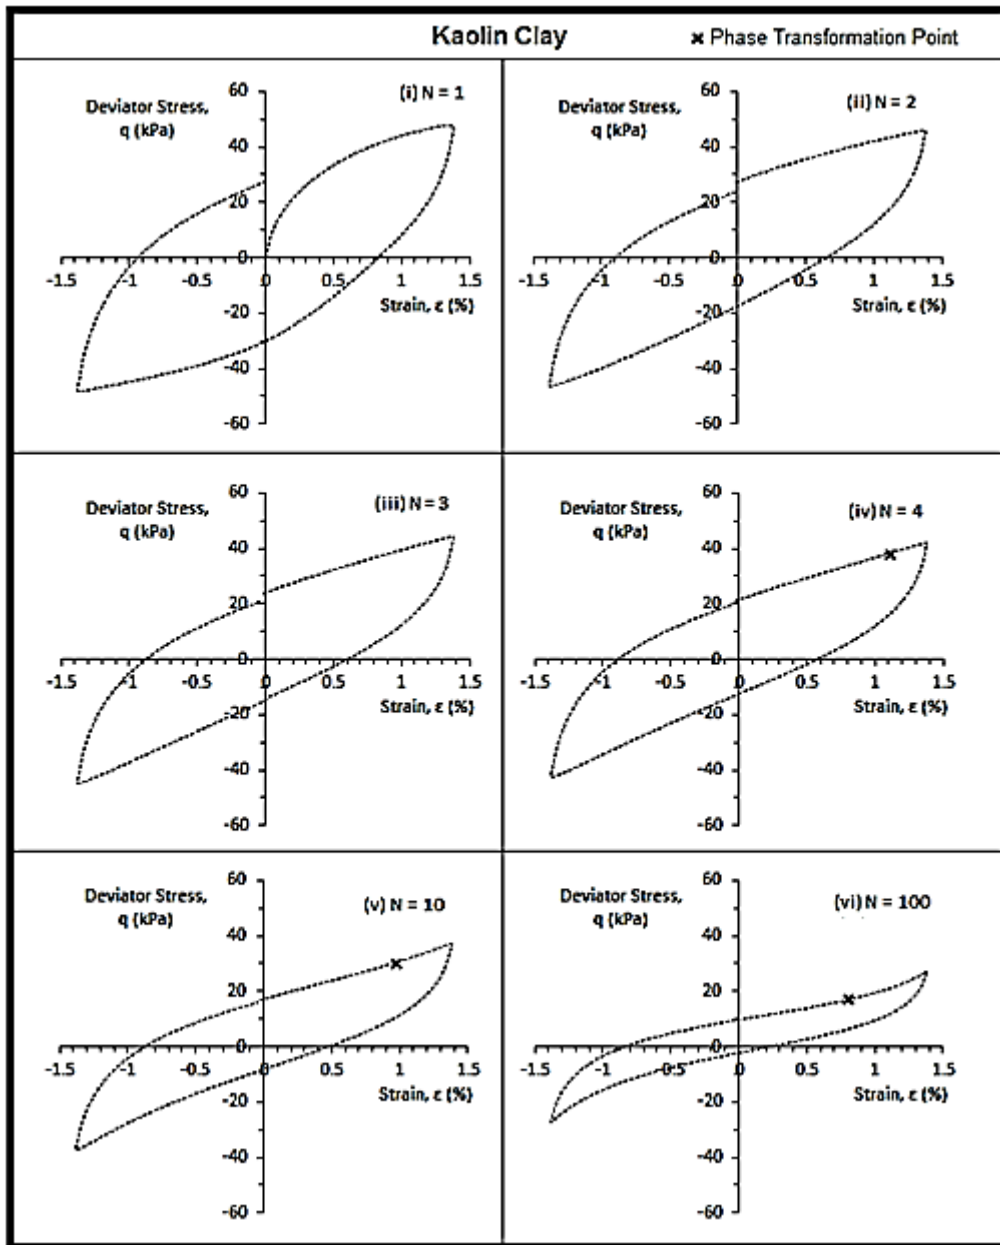 Kaolin Clay
× Phase Transformation Point
Deviator Stress,
q (kPa)
(i) N = 1
60
40
20
0
-20
-40
-60
-1.5 -1 -0.5 0 0.5 1 1.5
Strain, ε (%)
Deviator Stress,
q (kPa)
(ii) N = 2
60
40
20
0
-20
-40
-60
-1.5 -1 -0.5 0 0.5 1 1.5
Strain, ε (%)
Deviator Stress,
q (kPa)
(iii) N = 3
60
40
20
0
-20
-40
-60
-1.5 -1 -0.5 0 0.5 1 1.5
Strain, ε (%)
Deviator Stress,
q (kPa)
(iv) N = 4
60
40
20
0
-20
-40
-60
-1.5 -1 -0.5 0 0.5 1 1.5
Strain, ε (%)
Deviator Stress,
q (kPa)
(v) N = 10
60
40
20
0
-20
-40
-60
-1.5 -1 -0.5 0 0.5 1 1.5
Strain, ε (%)
Deviator Stress,
q (kPa)
(vi) N = 100
60
40
20
0
-20
-40
-60
-1.5 -1 -0.5 0 0.5 1 1.5
Strain, ε (%)